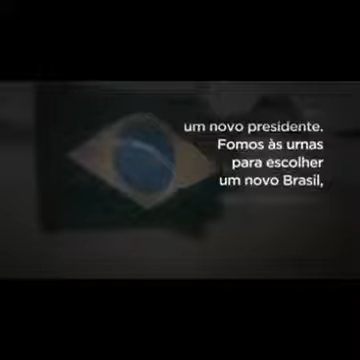 um novo presidente.
Fomos às urnas
para escolher
um novo Brasil,